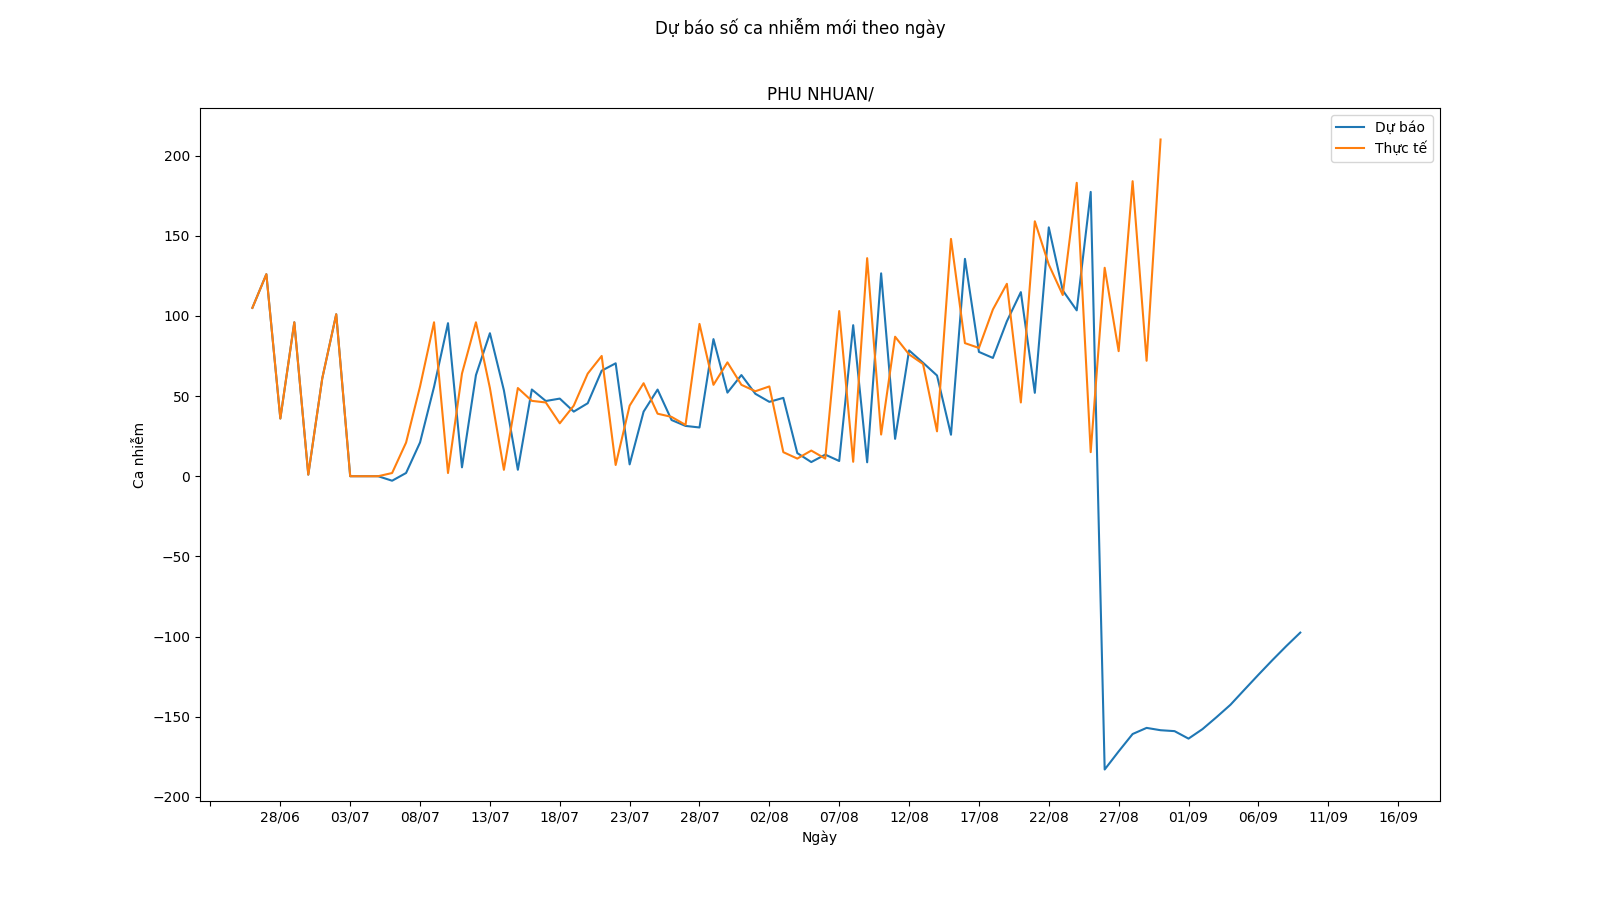 Dự báo số ca nhiễm mới theo ngày
PHU NHUAN/
Dự báo
Thực tế
200
150
100
50
0
−50
−100
−150
−200
Ca nhiễm
28/06 03/07 08/07 13/07 18/07 23/07 28/07 02/08 07/08 12/08 17/08 22/08 27/08 01/09 06/09 11/09 16/09
Ngày